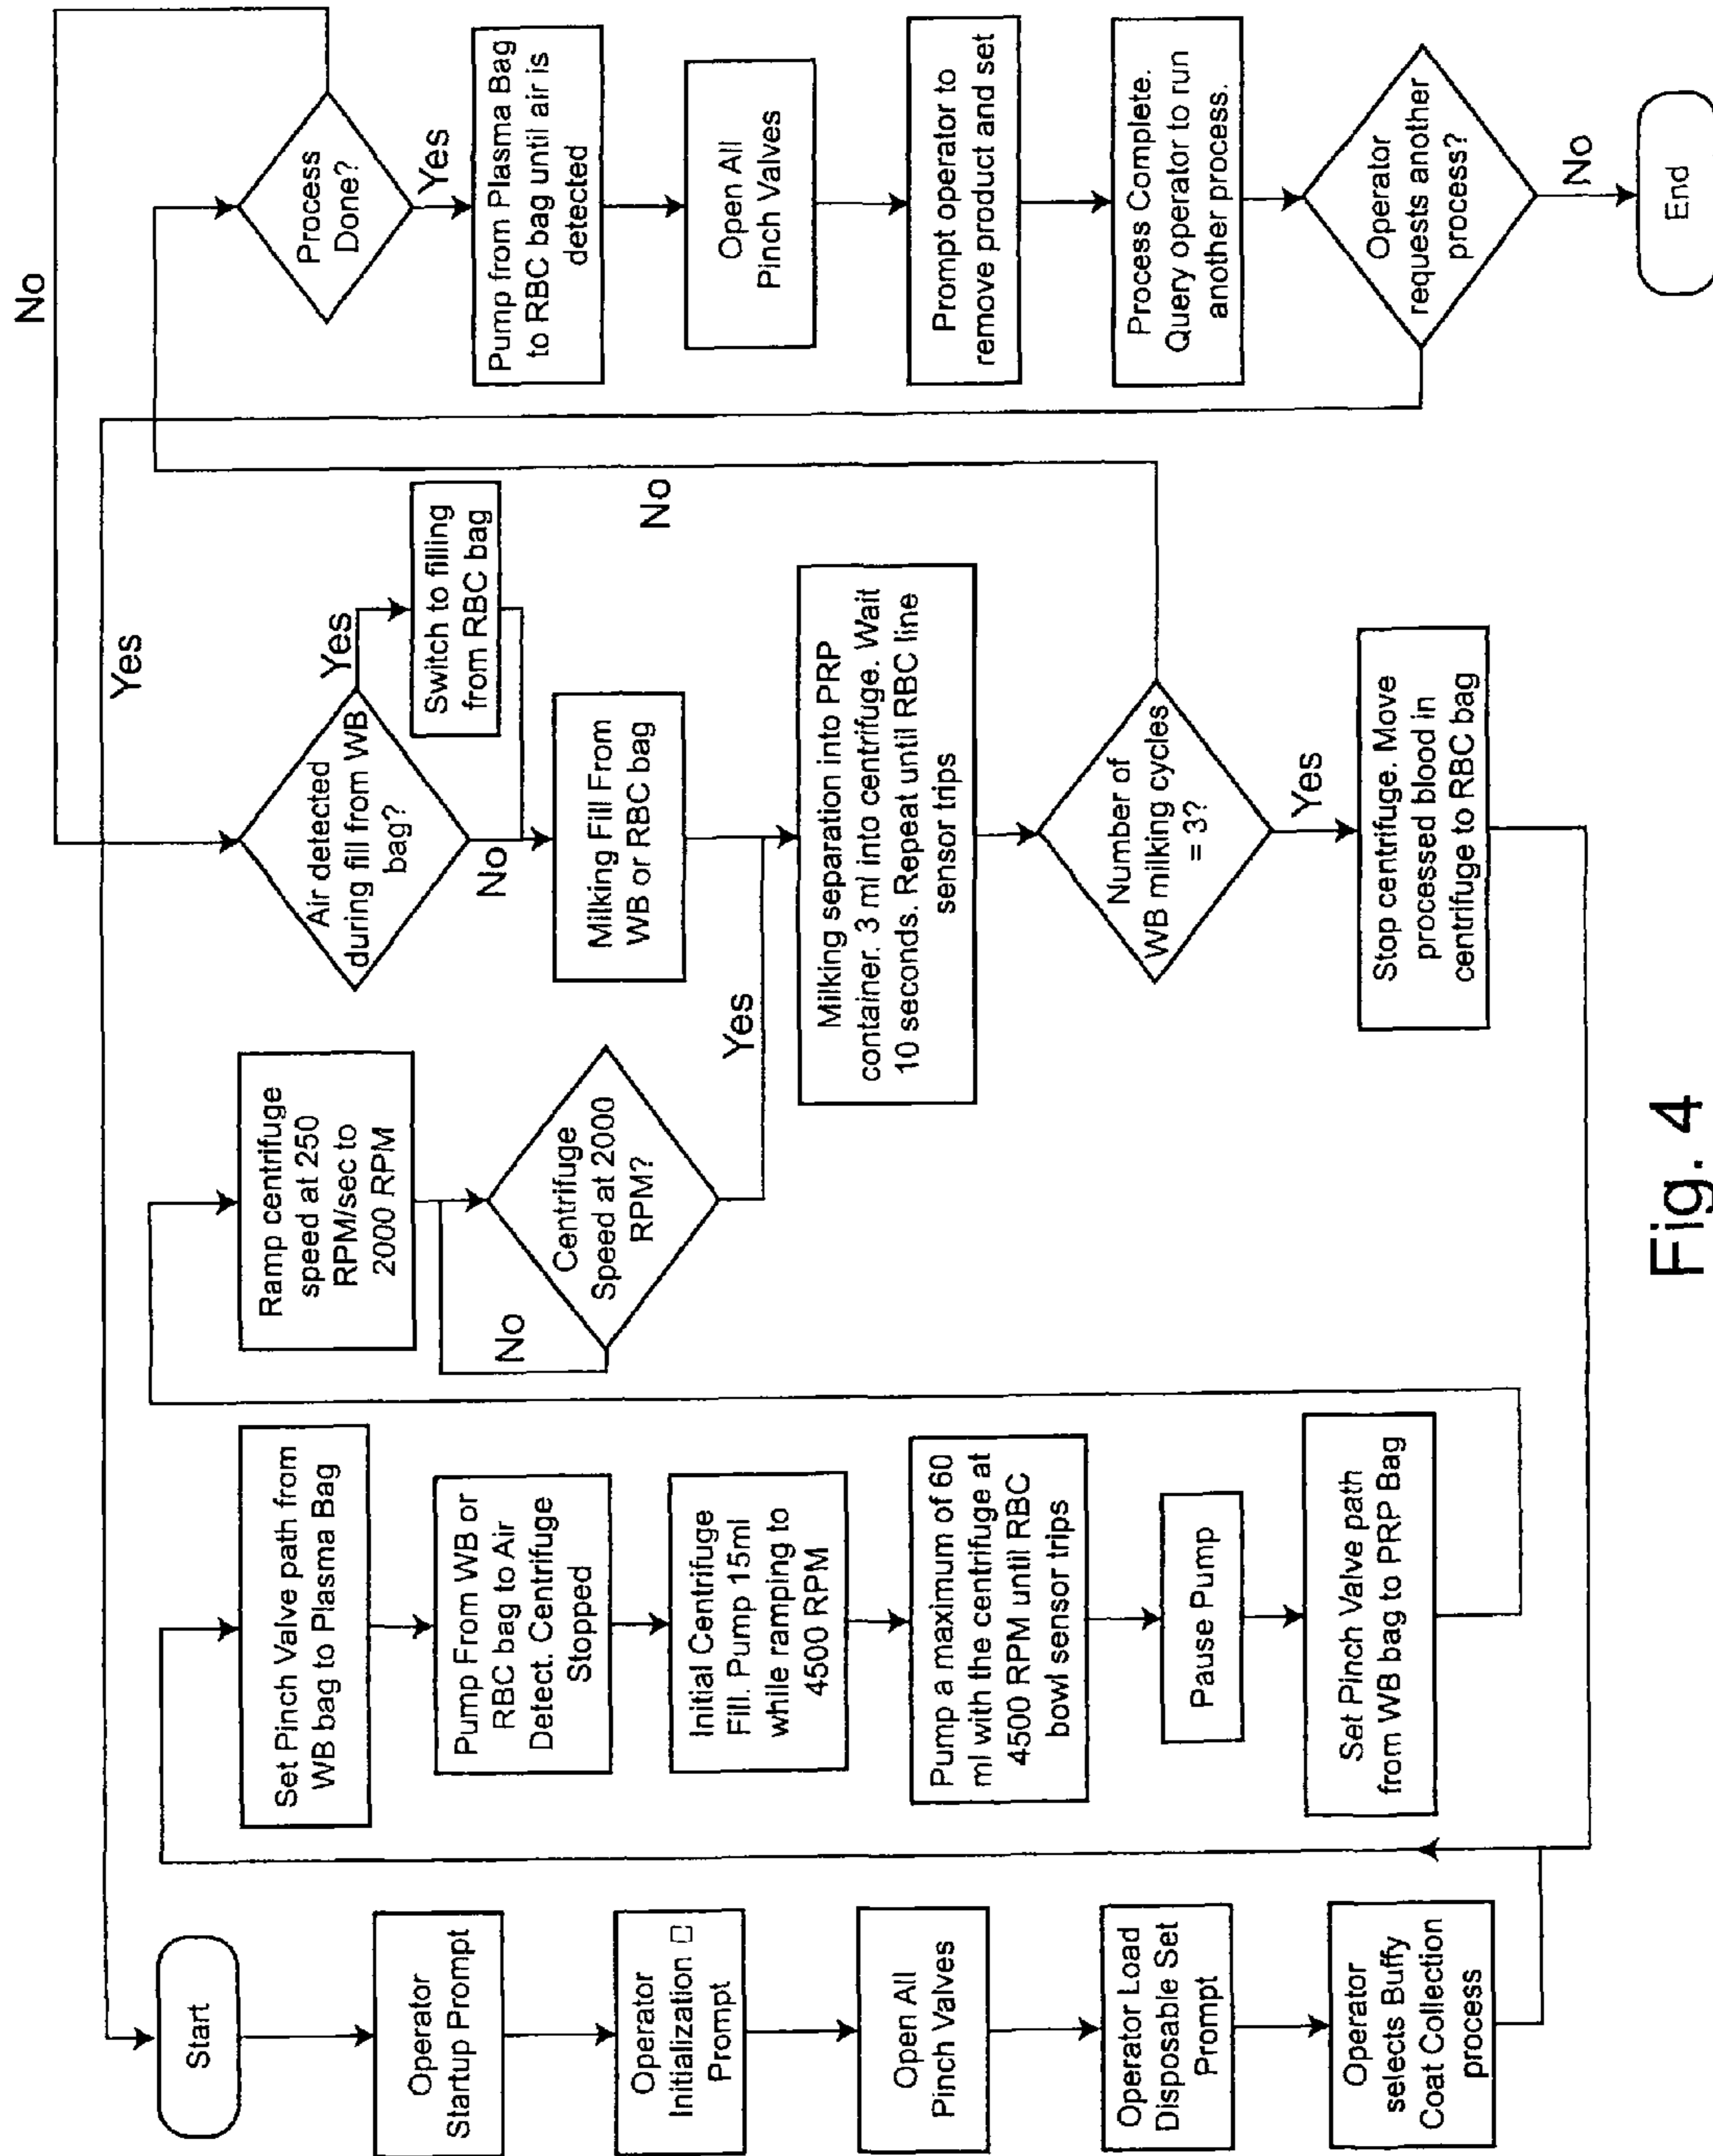 Start
Operator
Startup Prompt
Operator
Initialization □
Prompt
Open All
Pinch Valves
Operator Load
Disposable Set
Prompt
Operator
selects Buffy
Coat Collection
process
Set Pinch Valve path from
WB bag to Plasma Bag
Pump From WB or
RBC bag to Air
Detect. Centrifuge
Stopped
Initial Centrifuge
Fill. Pump 15ml
while ramping to
4500 RPM
Pump a maximum of 60
ml with the centrifuge at
4500 RPM until RBC
bowl sensor trips
Pause Pump
Set Pinch Valve path
from WB bag to PRP Bag
Ramp centrifuge
speed at 250
RPM/sec to
2000 RPM
Centrifuge
Speed at 2000
RPM?
No
Yes
Air detected
during fill from WB
bag?
Yes
Switch to filling
from RBC bag
No
Milking Fill From
WB or RBC bag
Milking separation into PRP
container. 3 ml into centrifuge. Wait
10 seconds. Repeat until RBC line
sensor trips
Number of
WB milking cycles
= 3?
No
Yes
Stop centrifuge. Move
processed blood in
centrifuge to RBC bag
Process
Done?
No
Yes
Pump from Plasma Bag
to RBC bag until air is
detected
Open All
Pinch Valves
Prompt operator to
remove product and set
Process Complete.
Query operator to run
another process.
Operator
requests another
process?
Yes
No
End
Fig. 4